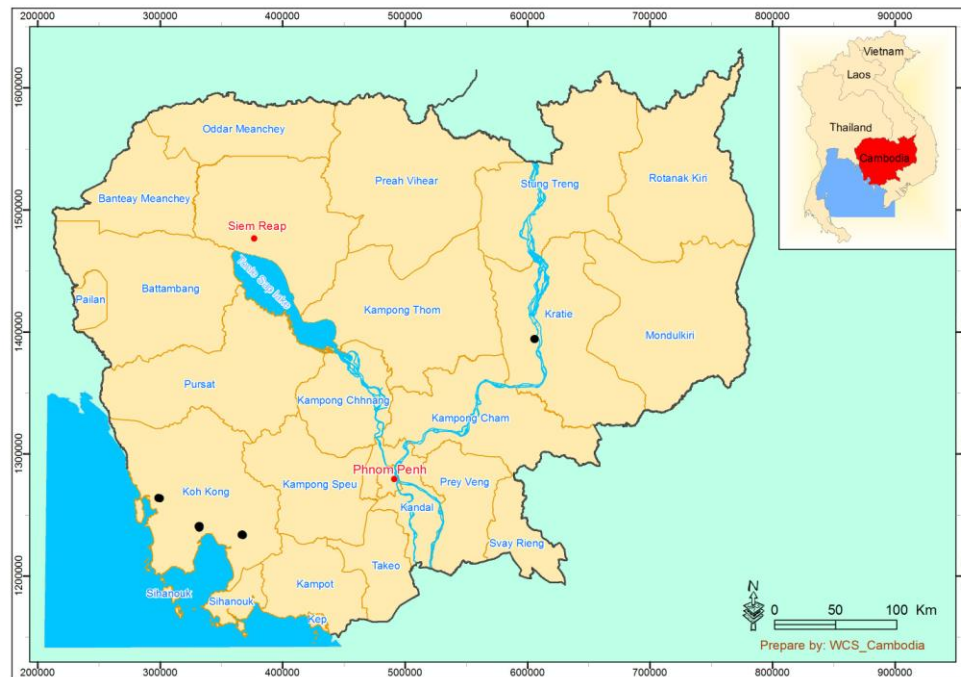 200000 300000 400000 500000 600000 700000 800000 900000
1600000
1500000
1400000
1300000
1200000
Vietnam
Laos
Thailand
Cambodia
Oddar Meanchey
Preah Vihear
Stung Treng
Rotanak Kiri
Banteay Meanchey
Siem Reap
Battambang
Tonle Sap lake
Pailan
Kampong Thom
Kratie
Mondulkiri
Pursat
Kampong Chhnang
Kampong Cham
Phnom Penh
Koh Kong
Kampong Speu
Prey Veng
Kandal
Svay Rieng
Takeo
Kampot
Sihanouk
Sihanouk
Kep
N
0 50 100 Km
Prepare by: WCS_Cambodia
200000 300000 400000 500000 600000 700000 800000 900000